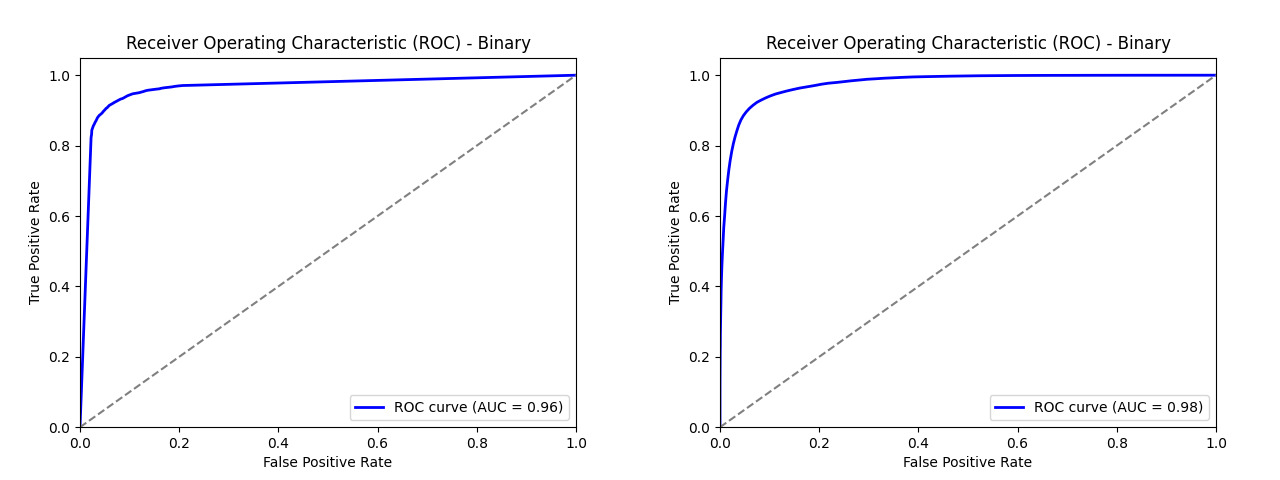 Receiver Operating Characteristic (ROC) - Binary
1.0
0.8
0.6
0.4
0.2
0.0
True Positive Rate
ROC curve (AUC = 0.96)
0.0 0.2 0.4 0.6 0.8 1.0
False Positive Rate
Receiver Operating Characteristic (ROC) - Binary
1.0
0.8
0.6
0.4
0.2
0.0
True Positive Rate
ROC curve (AUC = 0.98)
0.0 0.2 0.4 0.6 0.8 1.0
False Positive Rate